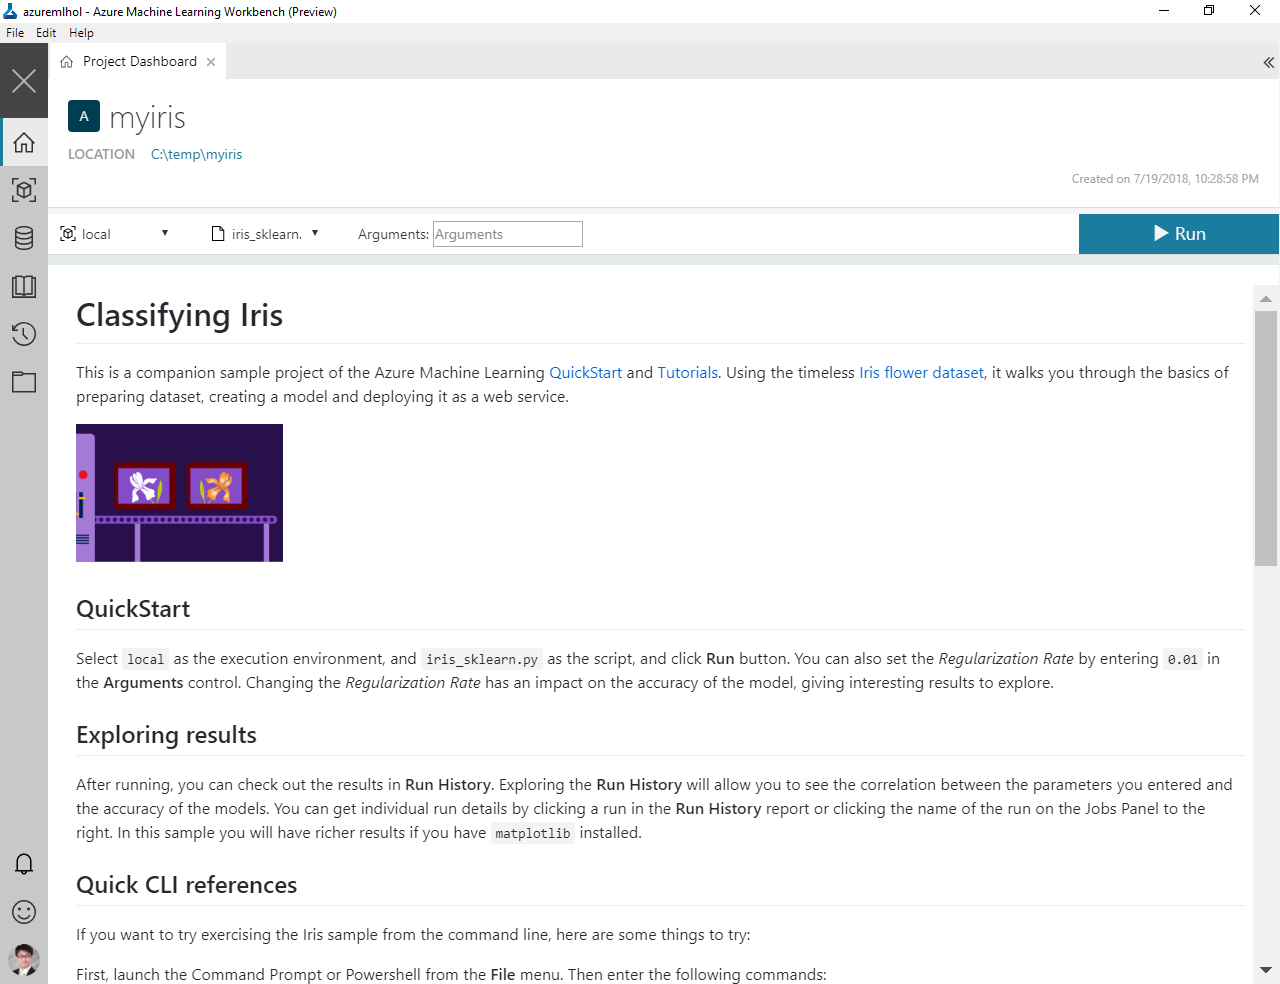 azuremlhol - Azure Machine Learning Workbench (Preview)
File Edit Help
Project Dashboard
A myiris
LOCATION C:\temp\myiris
Created on 7/19/2018, 10:28:58 PM
local iris_sklearn. Arguments: Arguments Run
Classifying Iris
This is a companion sample project of the Azure Machine Learning QuickStart and Tutorials. Using the timeless Iris flower dataset, it walks you through the basics of
preparing dataset, creating a model and deploying it as a web service.
QuickStart
Select local as the execution environment, and iris_sklearn.py as the script, and click Run button. You can also set the Regularization Rate by entering 0.01 in
the Arguments control. Changing the Regularization Rate has an impact on the accuracy of the model, giving interesting results to explore.
Exploring results
After running, you can check out the results in Run History. Exploring the Run History will allow you to see the correlation between the parameters you entered and
the accuracy of the models. You can get individual run details by clicking a run in the Run History report or clicking the name of the run on the Jobs Panel to the
right. In this sample you will have richer results if you have matplotlib installed.
Quick CLI references
If you want to try exercising the Iris sample from the command line, here are some things to try:
First, launch the Command Prompt or Powershell from the File menu. Then enter the following commands: